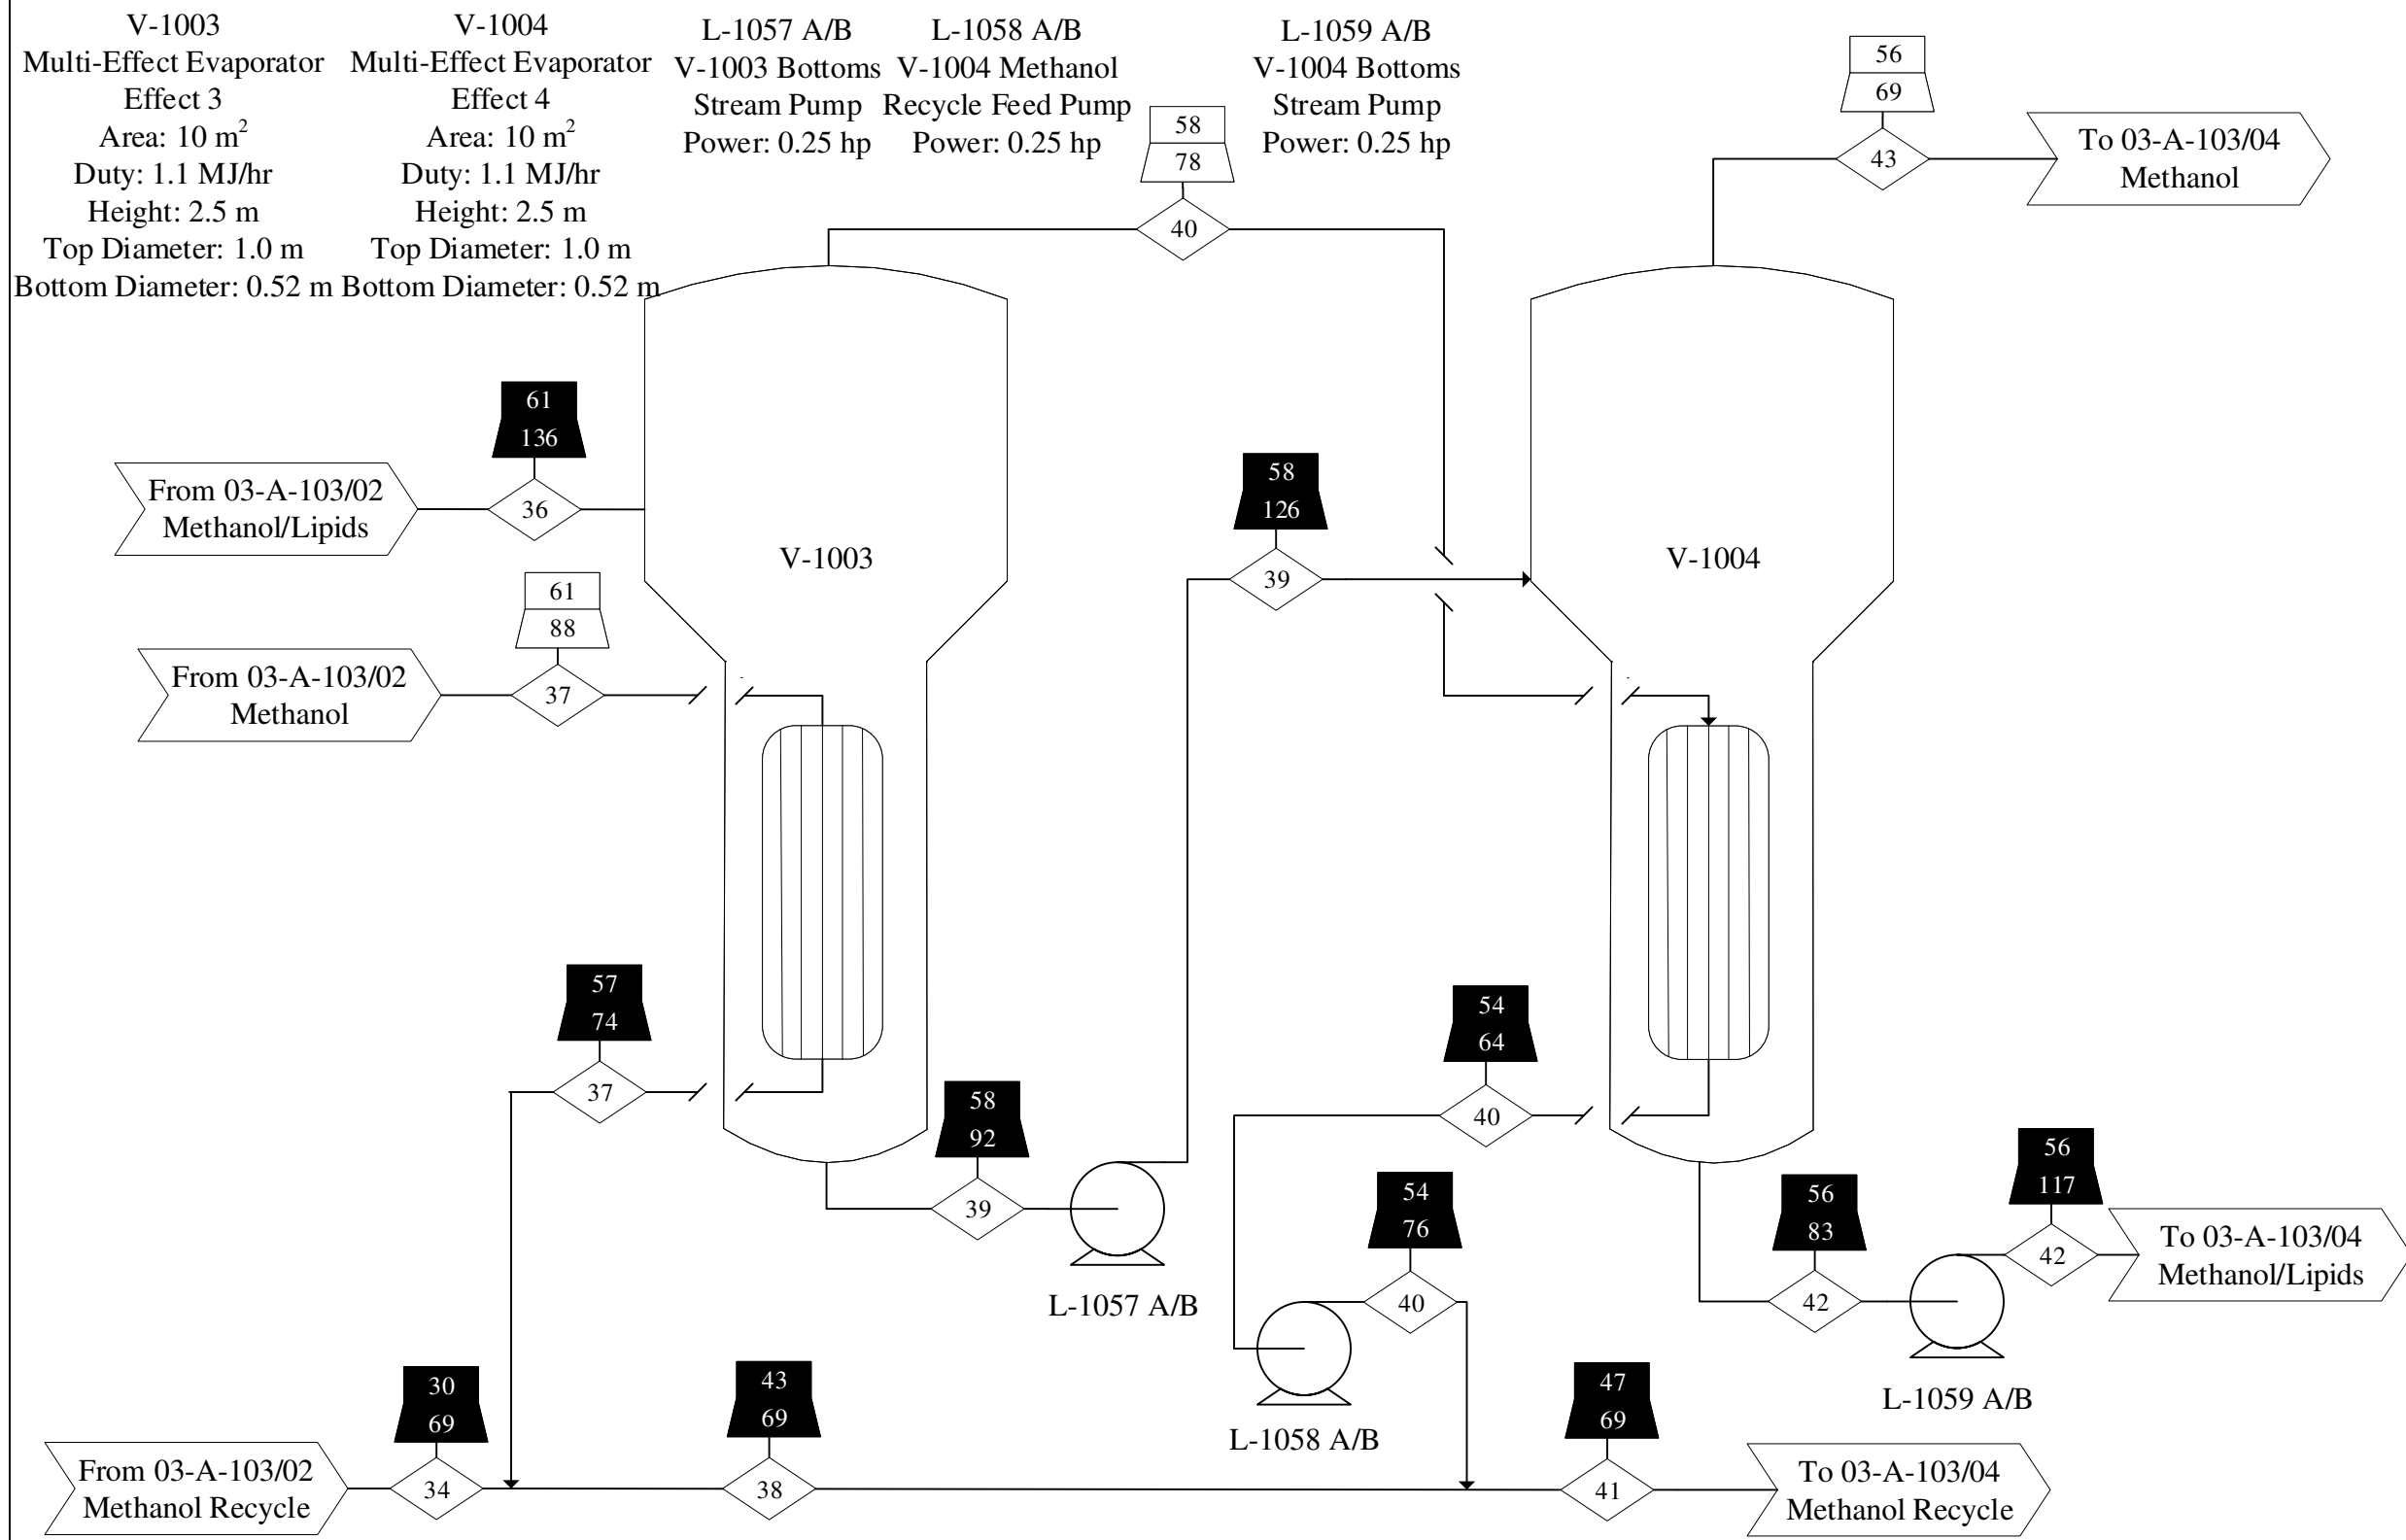 V-1003
Multi-Effect Evaporator
Effect 3
Area: 10 m²
Duty: 1.1 MJ/hr
Height: 2.5 m
Top Diameter: 1.0 m
Bottom Diameter: 0.52 m
V-1004
Multi-Effect Evaporator
Effect 4
Area: 10 m²
Duty: 1.1 MJ/hr
Height: 2.5 m
Top Diameter: 1.0 m
Bottom Diameter: 0.52 m
L-1057 A/B
V-1003 Bottoms
Stream Pump
Power: 0.25 hp
L-1058 A/B
V-1004 Methanol
Recycle Feed Pump
Power: 0.25 hp
L-1059 A/B
V-1004 Bottoms
Stream Pump
Power: 0.25 hp
58
78
40
56
69
43
To 03-A-103/04
Methanol
61
136
36
From 03-A-103/02
Methanol/Lipids
61
88
37
From 03-A-103/02
Methanol
V-1003
58
126
39
V-1004
57
74
37
58
92
39
L-1057 A/B
54
64
40
54
76
40
L-1058 A/B
56
83
42
56
117
42
To 03-A-103/04
Methanol/Lipids
L-1059 A/B
30
69
34
From 03-A-103/02
Methanol Recycle
43
69
38
47
69
41
To 03-A-103/04
Methanol Recycle